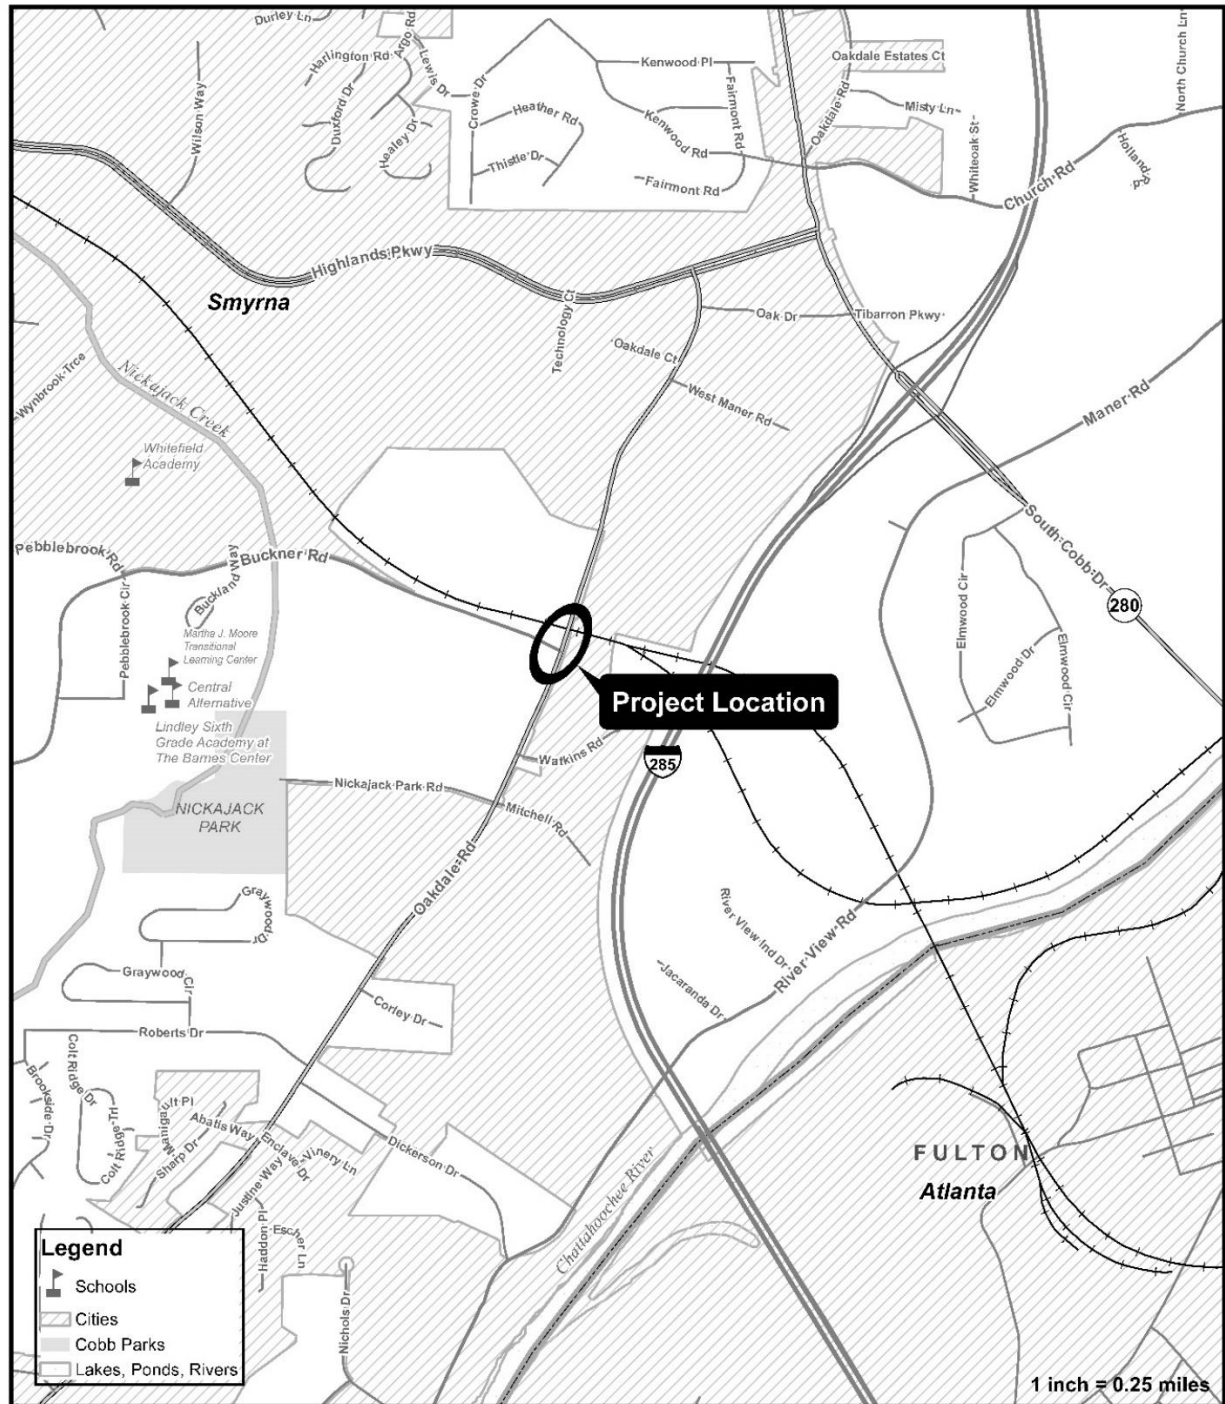 Durley Ln
Harlington Rd
Argo Rd
Lewis Dr
Crowe Dr
Kenwood Pl
Oakdale Estates Ct
North Church Ln
Wilson Way
Duxford Dr
Healey Dr
Heather Rd
Thistle Dr
Kenwood Rd
Fairmont Rd
Fairmont Rd
Oakdale Rd
Misty Ln
Whiteoak St
Church Rd
Holland Rd
Highlands Pkwy
Smyrna
Technology Ct
Oak Dr
Tibarron Pkwy
Oakdale Ct
West Maner Rd
Maner Rd
Wynbrook Trce
Nickajack Creek
Whitefield
Academy
South Cobb Dr
280
Pebblebrook Rd
Buckner Rd
Buckland Way
Pebblebrook Cir
Martha J. Moore
Transitional
Learning Center
Central
Alternative
Lindley Sixth
Grade Academy at
The Barnes Center
Elmwood Cir
Elmwood Dr
Elmwood Cir
Project Location
Watkins Rd
285
Nickajack Park Rd
Mitchell Rd
NICKAJACK
PARK
Oakdale Rd
Graywood Dr
Graywood Cir
River View Ind Dr
River View Rd
Jacaranda Dr
Corley Dr
Roberts Dr
Brookside Dr
Colt Ridge Dr
Colt Ridge Trl
Manigault Pl
Abatis Way
Sharp Dr
Enclave Dr
Vinery Ln
Justine Way
Dickerson Dr
Haddon Pl
Escher Ln
Nichols Dr
Chattahoochee River
FULTON
Atlanta
Legend
Schools
Cities
Cobb Parks
Lakes, Ponds, Rivers
1 inch = 0.25 miles